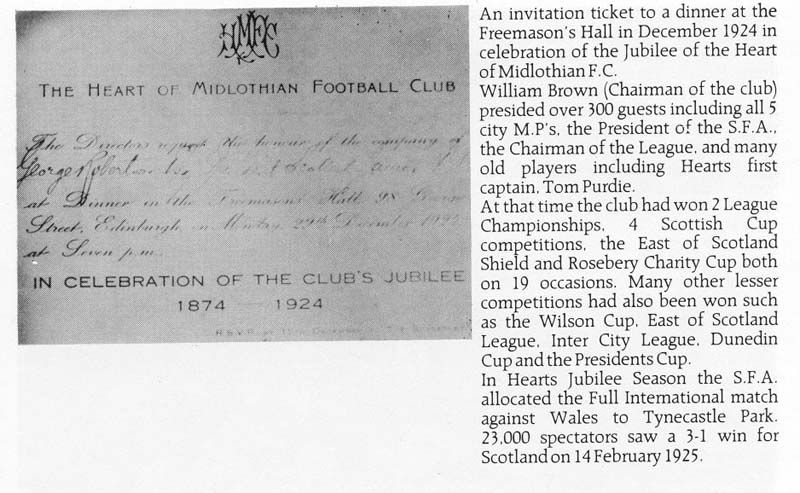 HMFC
THE HEART OF MIDLOTHIAN FOOTBALL CLUB
The Directors request the honour of the company of
George Robertson
at Dinner in the Freemasons Hall 98 George
Street, Edinburgh on Monday, 29th December 1924
at Seven p.m.
IN CELEBRATION OF THE CLUB'S JUBILEE
1874 — 1924
R.S.V.P.
An invitation ticket to a dinner at the
Freemason's Hall in December 1924 in
celebration of the Jubilee of the Heart
of Midlothian F.C.
William Brown (Chairman of the club)
presided over 300 guests including all 5
city M.P's, the President of the S.F.A.,
the Chairman of the League, and many
old players including Hearts first
captain, Tom Purdie.
At that time the club had won 2 League
Championships, 4 Scottish Cup
competitions, the East of Scotland
Shield and Rosebery Charity Cup both
on 19 occasions. Many other lesser
competitions had also been won such
as the Wilson Cup, East of Scotland
League, Inter City League, Dunedin
Cup and the Presidents Cup.
In Hearts Jubilee Season the S.F.A.
allocated the Full International match
against Wales to Tynecastle Park.
23,000 spectators saw a 3-1 win for
Scotland on 14 February 1925.